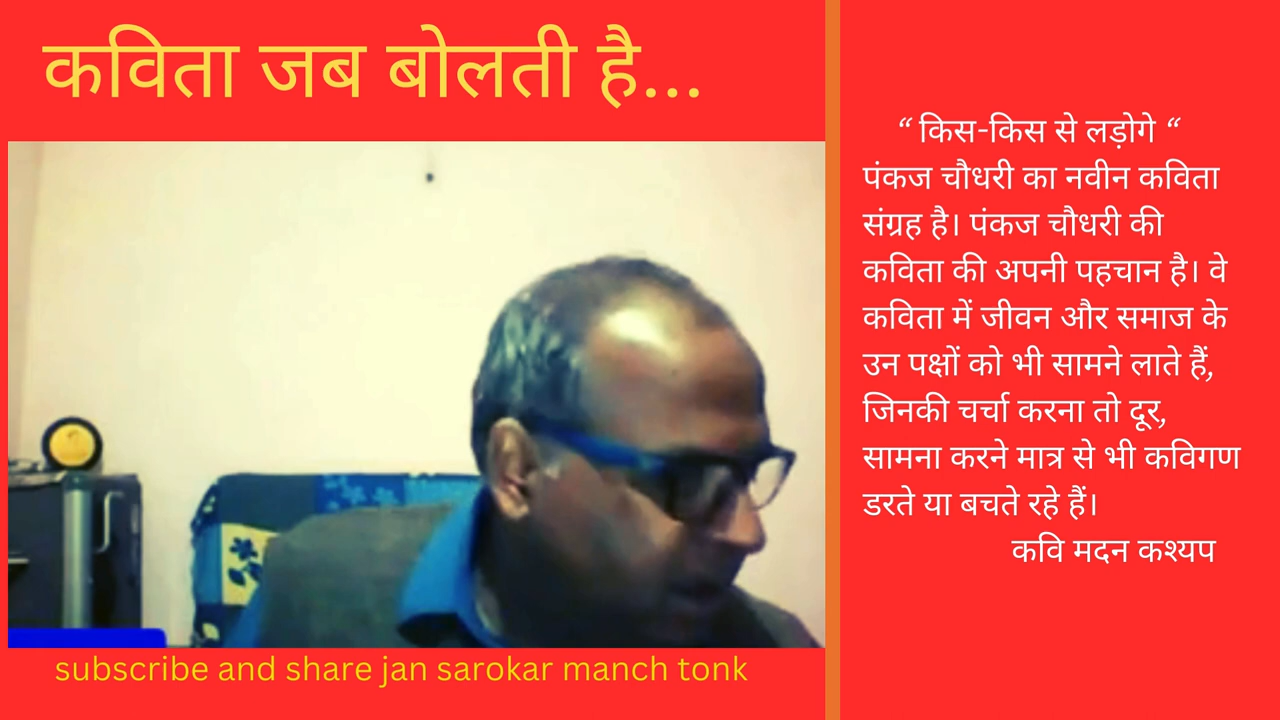 कविता जब बोलती है...
“ किस-किस से लड़ोगे “
पंकज चौधरी का नवीन कविता
संग्रह है। पंकज चौधरी की
कविता की अपनी पहचान है। वे
कविता में जीवन और समाज के
उन पक्षों को भी सामने लाते हैं,
जिनकी चर्चा करना तो दूर,
सामना करने मात्र से भी कविगण
डरते या बचते रहे हैं।
कवि मदन कश्यप
subscribe and share jan sarokar manch tonk